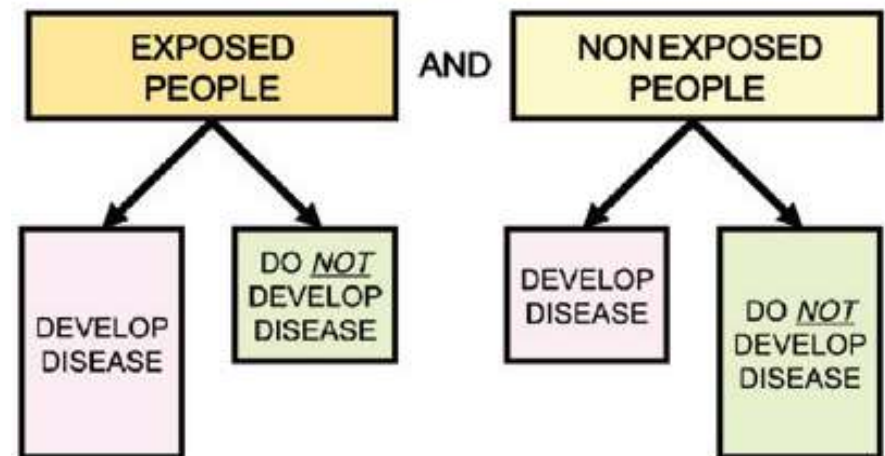 EXPOSED
PEOPLE
AND
NONEXPOSED
PEOPLE
DEVELOP
DISEASE
DO NOT
DEVELOP
DISEASE
DEVELOP
DISEASE
DO NOT
DEVELOP
DISEASE